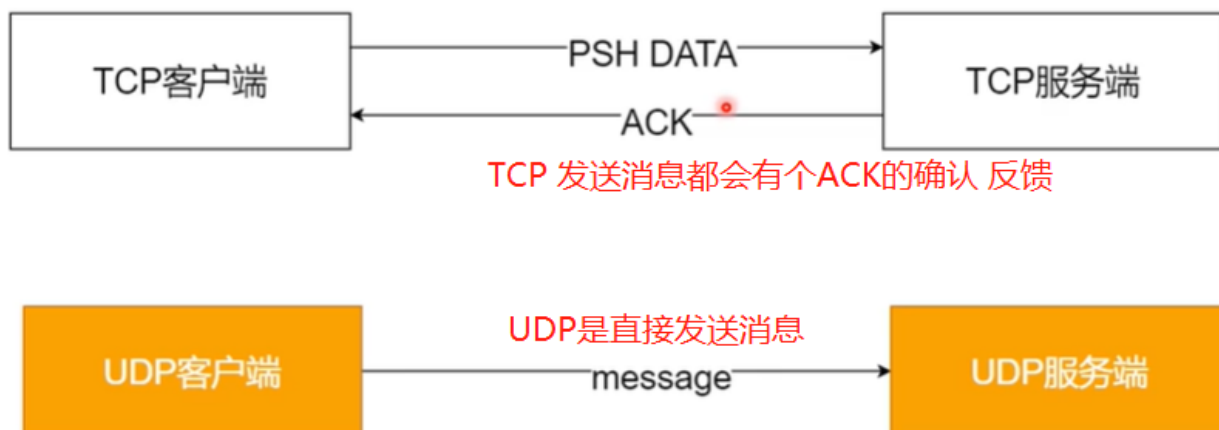 PSH DATA
TCP客户端
TCP服务端
ACK
TCP 发送消息都会有个ACK的确认 反馈
UDP是直接发送消息
UDP客户端
message
UDP服务端